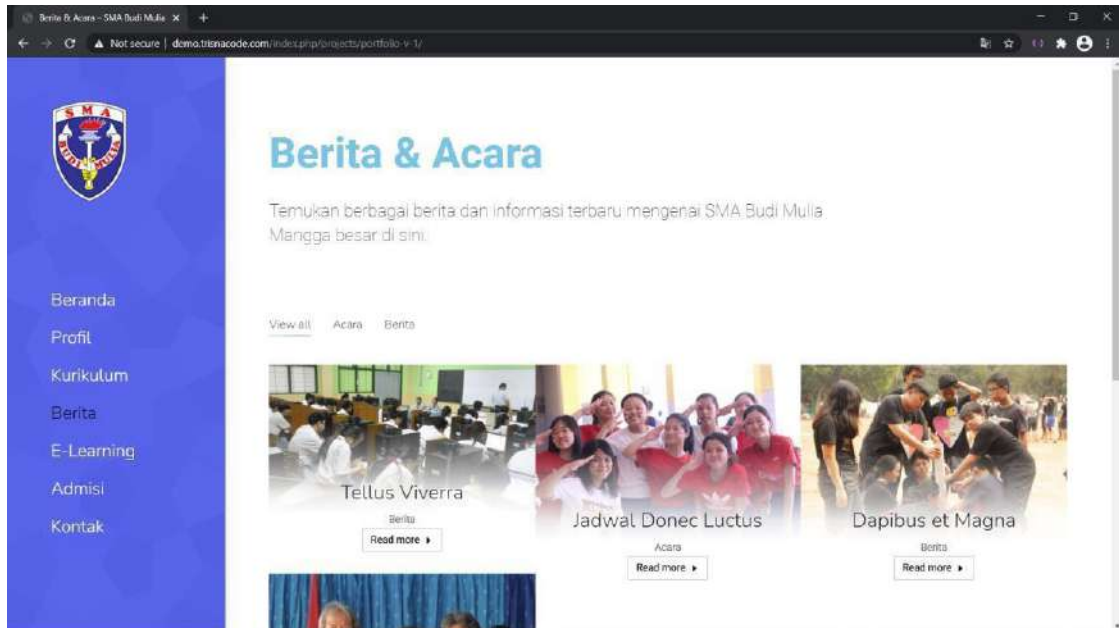 Berita & Acara – SMA Budi Mulia
Not secure | demo.trisnacode.com/index.php/projects/portfolio-v-1/
SMA
BUDI MULIA
Beranda
Profil
Kurikulum
Berita
E-Learning
Admisi
Kontak
Berita & Acara
Temukan berbagai berita dan informasi terbaru mengenai SMA Budi Mulia
Mangga besar di sini.
View all Acara Berita
Tellus Viverra
Berita
Read more
Jadwal Donec Luctus
Acara
Read more
Dapibus et Magna
Berita
Read more